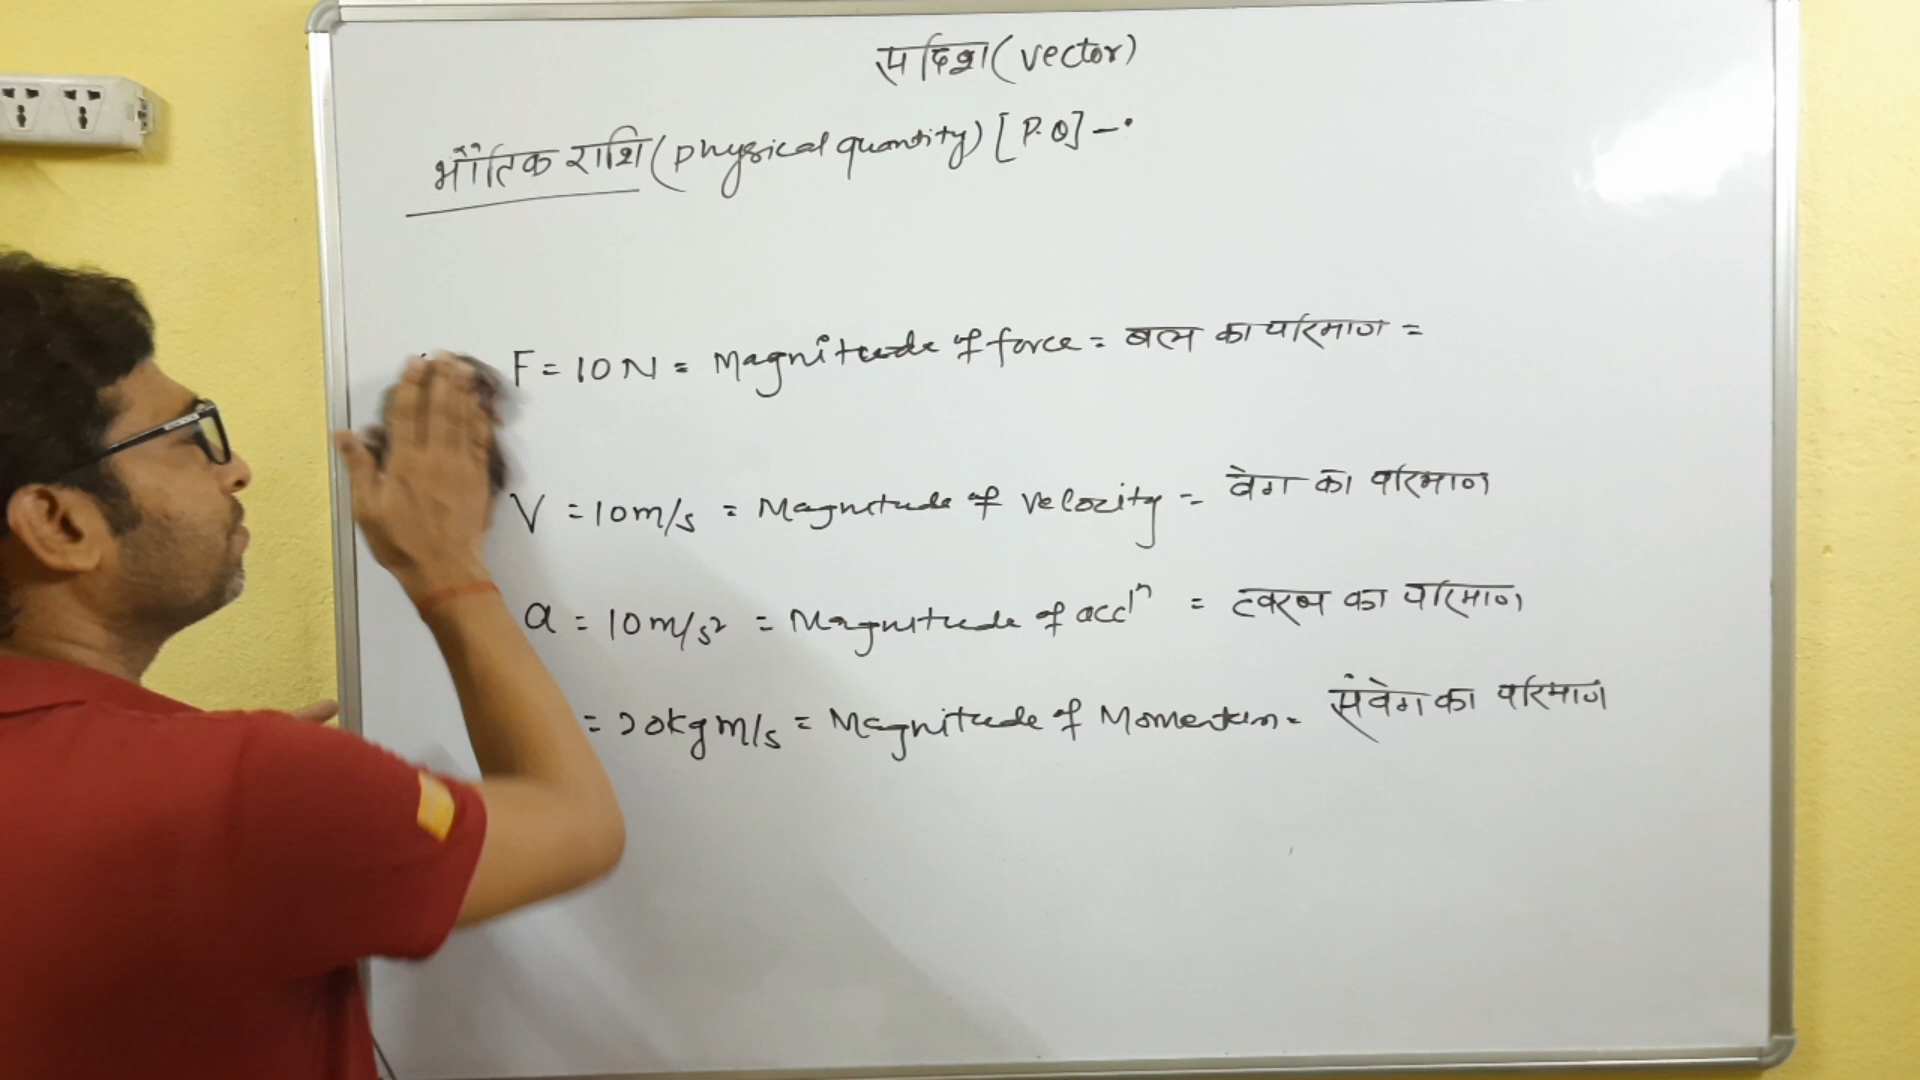 सदिश (vector)
भौतिक राशि (physical quantity) [P.Q] -
F = 10 N = Magnitude of force = बल का परिमाण =
V = 10 m/s = Magnitude of velocity = वेग का परिमाण
a = 10 m/s² = Magnitude of accⁿ = त्वरण का परिमाण
= 20 kg m/s = Magnitude of Momentum = संवेग का परिमाण